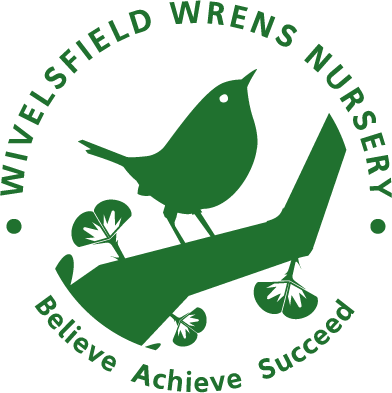 WIVELSFIELD WRENS NURSERY
Believe Achieve Succeed